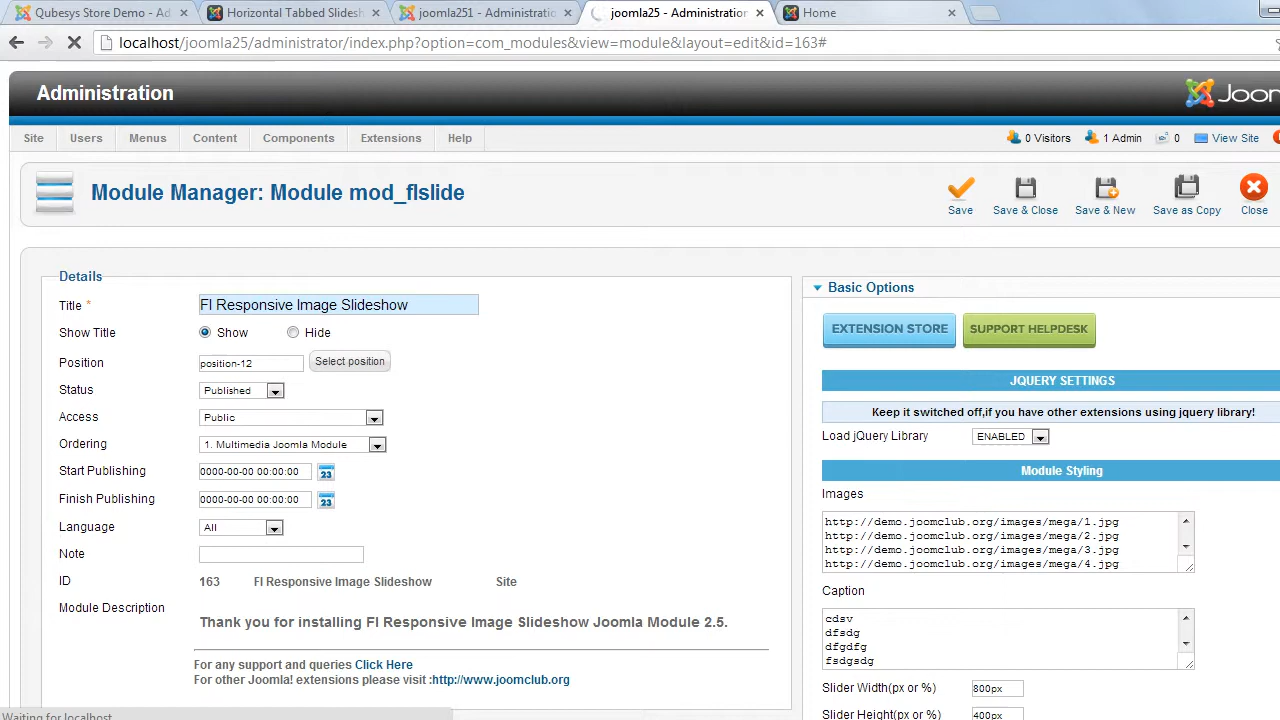 Qubesys Store Demo - Ad
Horizontal Tabbed Slidesh
joomla251 - Administratio
joomla25 - Administration
Home
localhost/joomla25/administrator/index.php?option=com_modules&view=module&layout=edit&id=163#
Administration
Joom
Site
Users
Menus
Content
Components
Extensions
Help
0 Visitors
1 Admin
0
View Site
Module Manager: Module mod_flslide
Save
Save & Close
Save & New
Save as Copy
Close
Details
Title *
Fl Responsive Image Slideshow
Show Title
Show
Hide
Position
position-12
Select position
Status
Published
Access
Public
Ordering
1. Multimedia Joomla Module
Start Publishing
0000-00-00 00:00:00
23
Finish Publishing
0000-00-00 00:00:00
23
Language
All
Note
ID
163
Fl Responsive Image Slideshow
Site
Module Description
Thank you for installing Fl Responsive Image Slideshow Joomla Module 2.5.
For any support and queries Click Here
For other Joomla! extensions please visit :http://www.joomclub.org
Basic Options
EXTENSION STORE
SUPPORT HELPDESK
JQUERY SETTINGS
Keep it switched off,if you have other extensions using jquery library!
Load jQuery Library
ENABLED
Module Styling
Images
http://demo.joomclub.org/images/mega/1.jpg
http://demo.joomclub.org/images/mega/2.jpg
http://demo.joomclub.org/images/mega/3.jpg
http://demo.joomclub.org/images/mega/4.jpg
Caption
cdsv
dfsdg
dfgdfg
fsdgsdg
Slider Width(px or %)
800px
Slider Height(px or %)
400px
Waiting for localhost